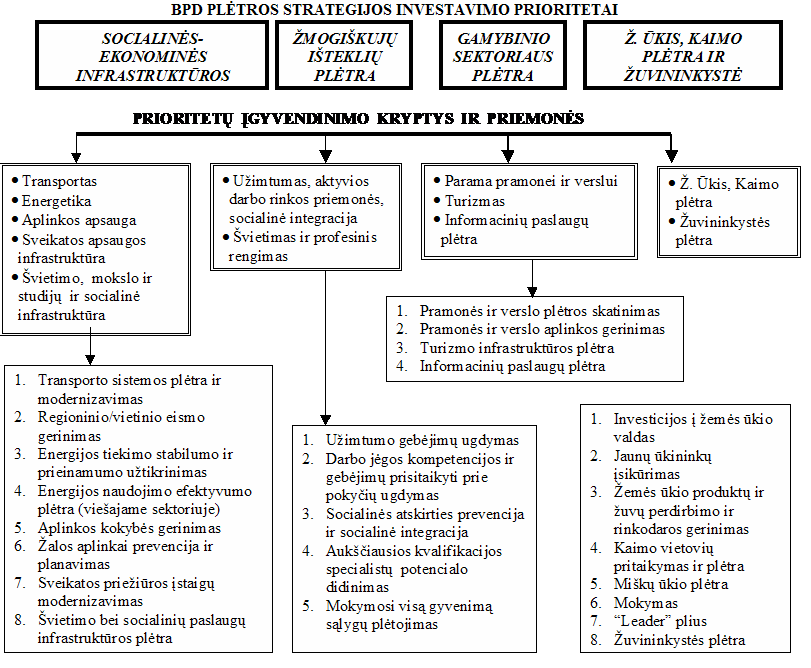 BPD PLĖTROS STRATEGIJOS INVESTAVIMO PRIORITETAI
SOCIALINĖS-
EKONOMINĖS
INFRASTRUKTŪROS
ŽMOGIŠKUJŲ
IŠTEKLIŲ
PLĖTRA
GAMYBINIO
SEKTORIAUS
PLĖTRA
Ž. ŪKIS, KAIMO
PLĖTRA IR
ŽUVININKYSTĖ
PRIORITETŲ ĮGYVENDINIMO KRYPTYS IR PRIEMONĖS
• Transportas
• Energetika
• Aplinkos apsauga
• Sveikatos apsaugos
infrastruktūra
• Švietimo, mokslo ir
studijų ir socialinė
infrastruktūra
• Užimtumas, aktyvios
darbo rinkos priemonės,
socialinė integracija
• Švietimas ir profesinis
rengimas
• Parama pramonei ir verslui
• Turizmas
• Informacinių paslaugų
plėtra
• Ž. Ūkis, Kaimo
plėtra
• Žuvininkystės
plėtra
1. Pramonės ir verslo plėtros skatinimas
2. Pramonės ir verslo aplinkos gerinimas
3. Turizmo infrastruktūros plėtra
4. Informacinių paslaugų plėtra
1. Transporto sistemos plėtra ir
modernizavimas
2. Regioninio/vietinio eismo
gerinimas
3. Energijos tiekimo stabilumo ir
prieinamumo užtikrinimas
4. Energijos naudojimo efektyvumo
plėtra (viešajame sektoriuje)
5. Aplinkos kokybės gerinimas
6. Žalos aplinkai prevencija ir
planavimas
7. Sveikatos priežiūros įstaigų
modernizavimas
8. Švietimo bei socialinių paslaugų
infrastruktūros plėtra
1. Užimtumo gebėjimų ugdymas
2. Darbo jėgos kompetencijos ir
gebėjimų prisitaikyti prie
pokyčių ugdymas
3. Socialinės atskirties prevencija
ir socialinė integracija
4. Aukščiausios kvalifikacijos
specialistų potencialo
didinimas
5. Mokymosi visą gyvenimą
sąlygų plėtojimas
1. Investicijos į žemės ūkio
valdas
2. Jaunų ūkininkų
įsikūrimas
3. Žemės ūkio produktų ir
žuvų perdirbimo ir
rinkodaros gerinimas
4. Kaimo vietovių
pritaikymas ir plėtra
5. Miškų ūkio plėtra
6. Mokymas
7. “Leader” plius
8. Žuvininkystės plėtra